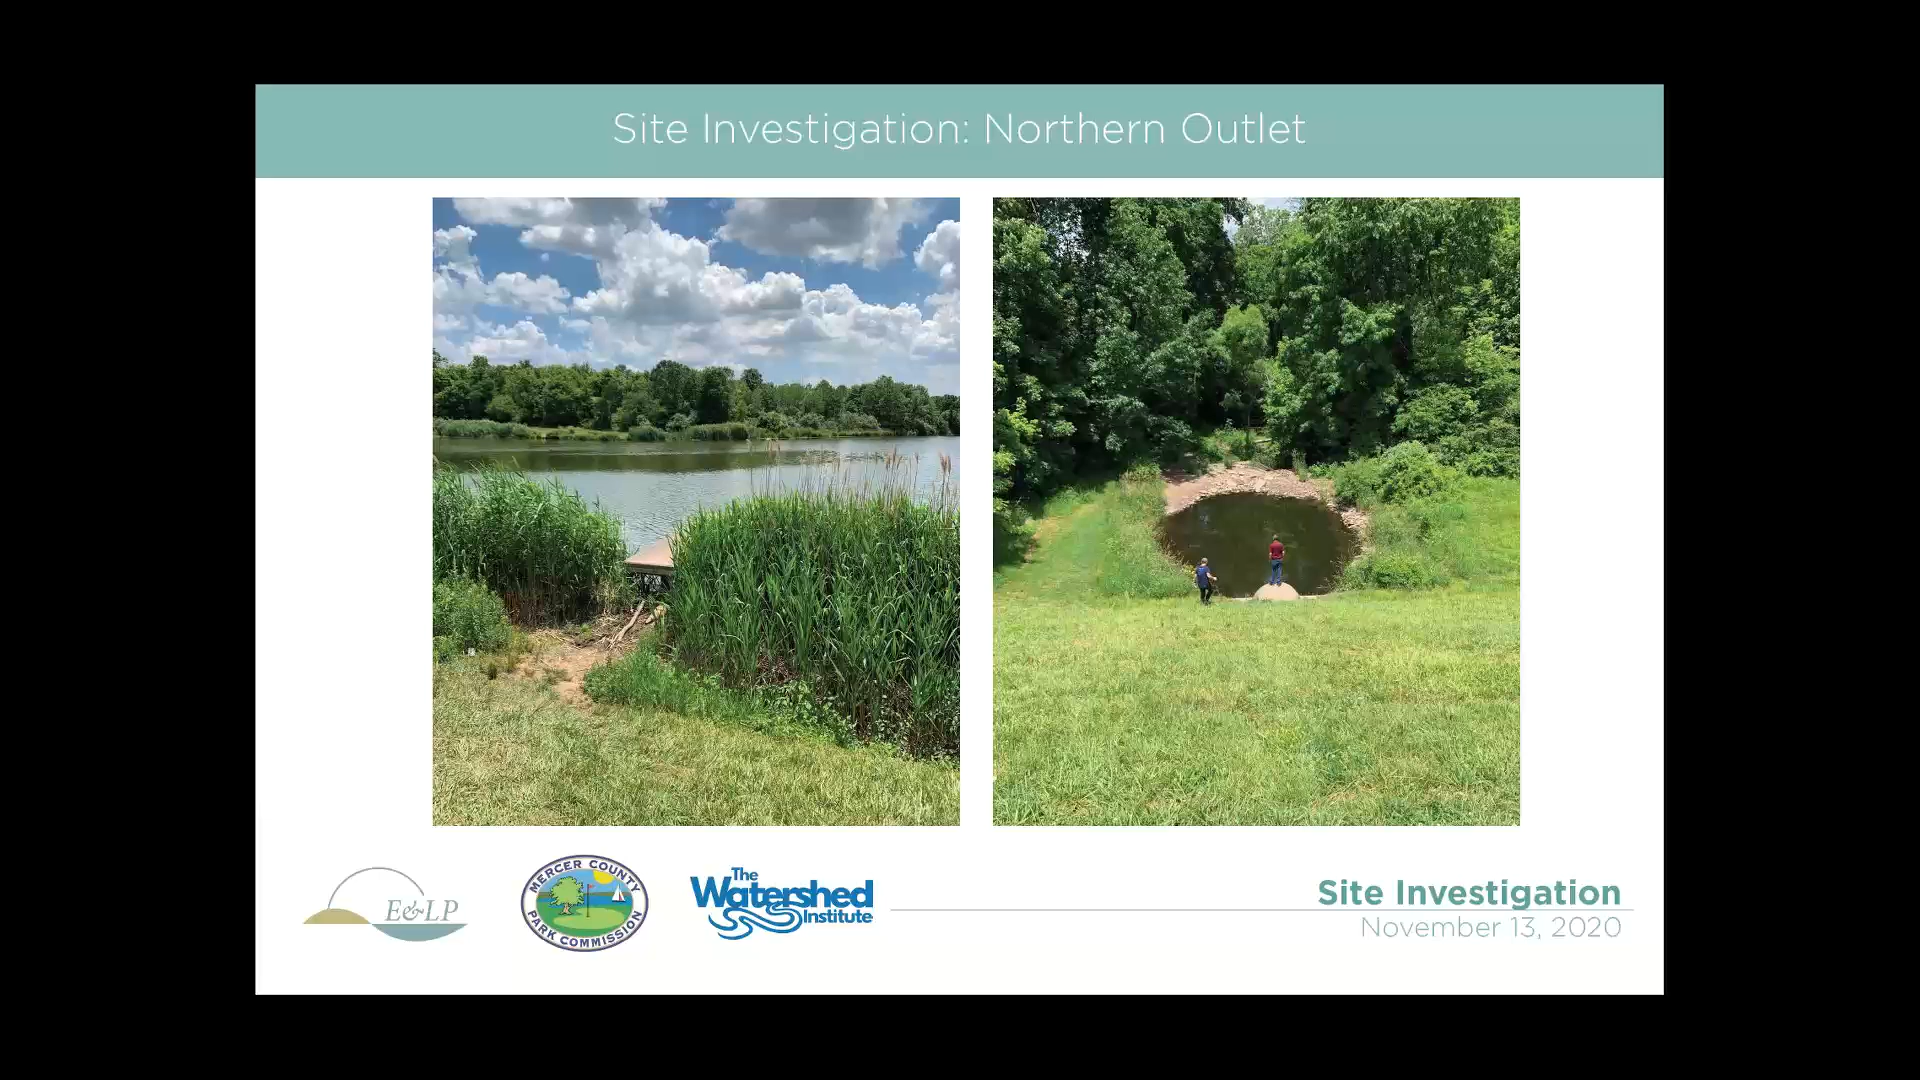 Site Investigation: Northern Outlet
E&LP
MERCER COUNTY
PARK COMMISSION
The
Watershed
Institute
Site Investigation
November 13, 2020